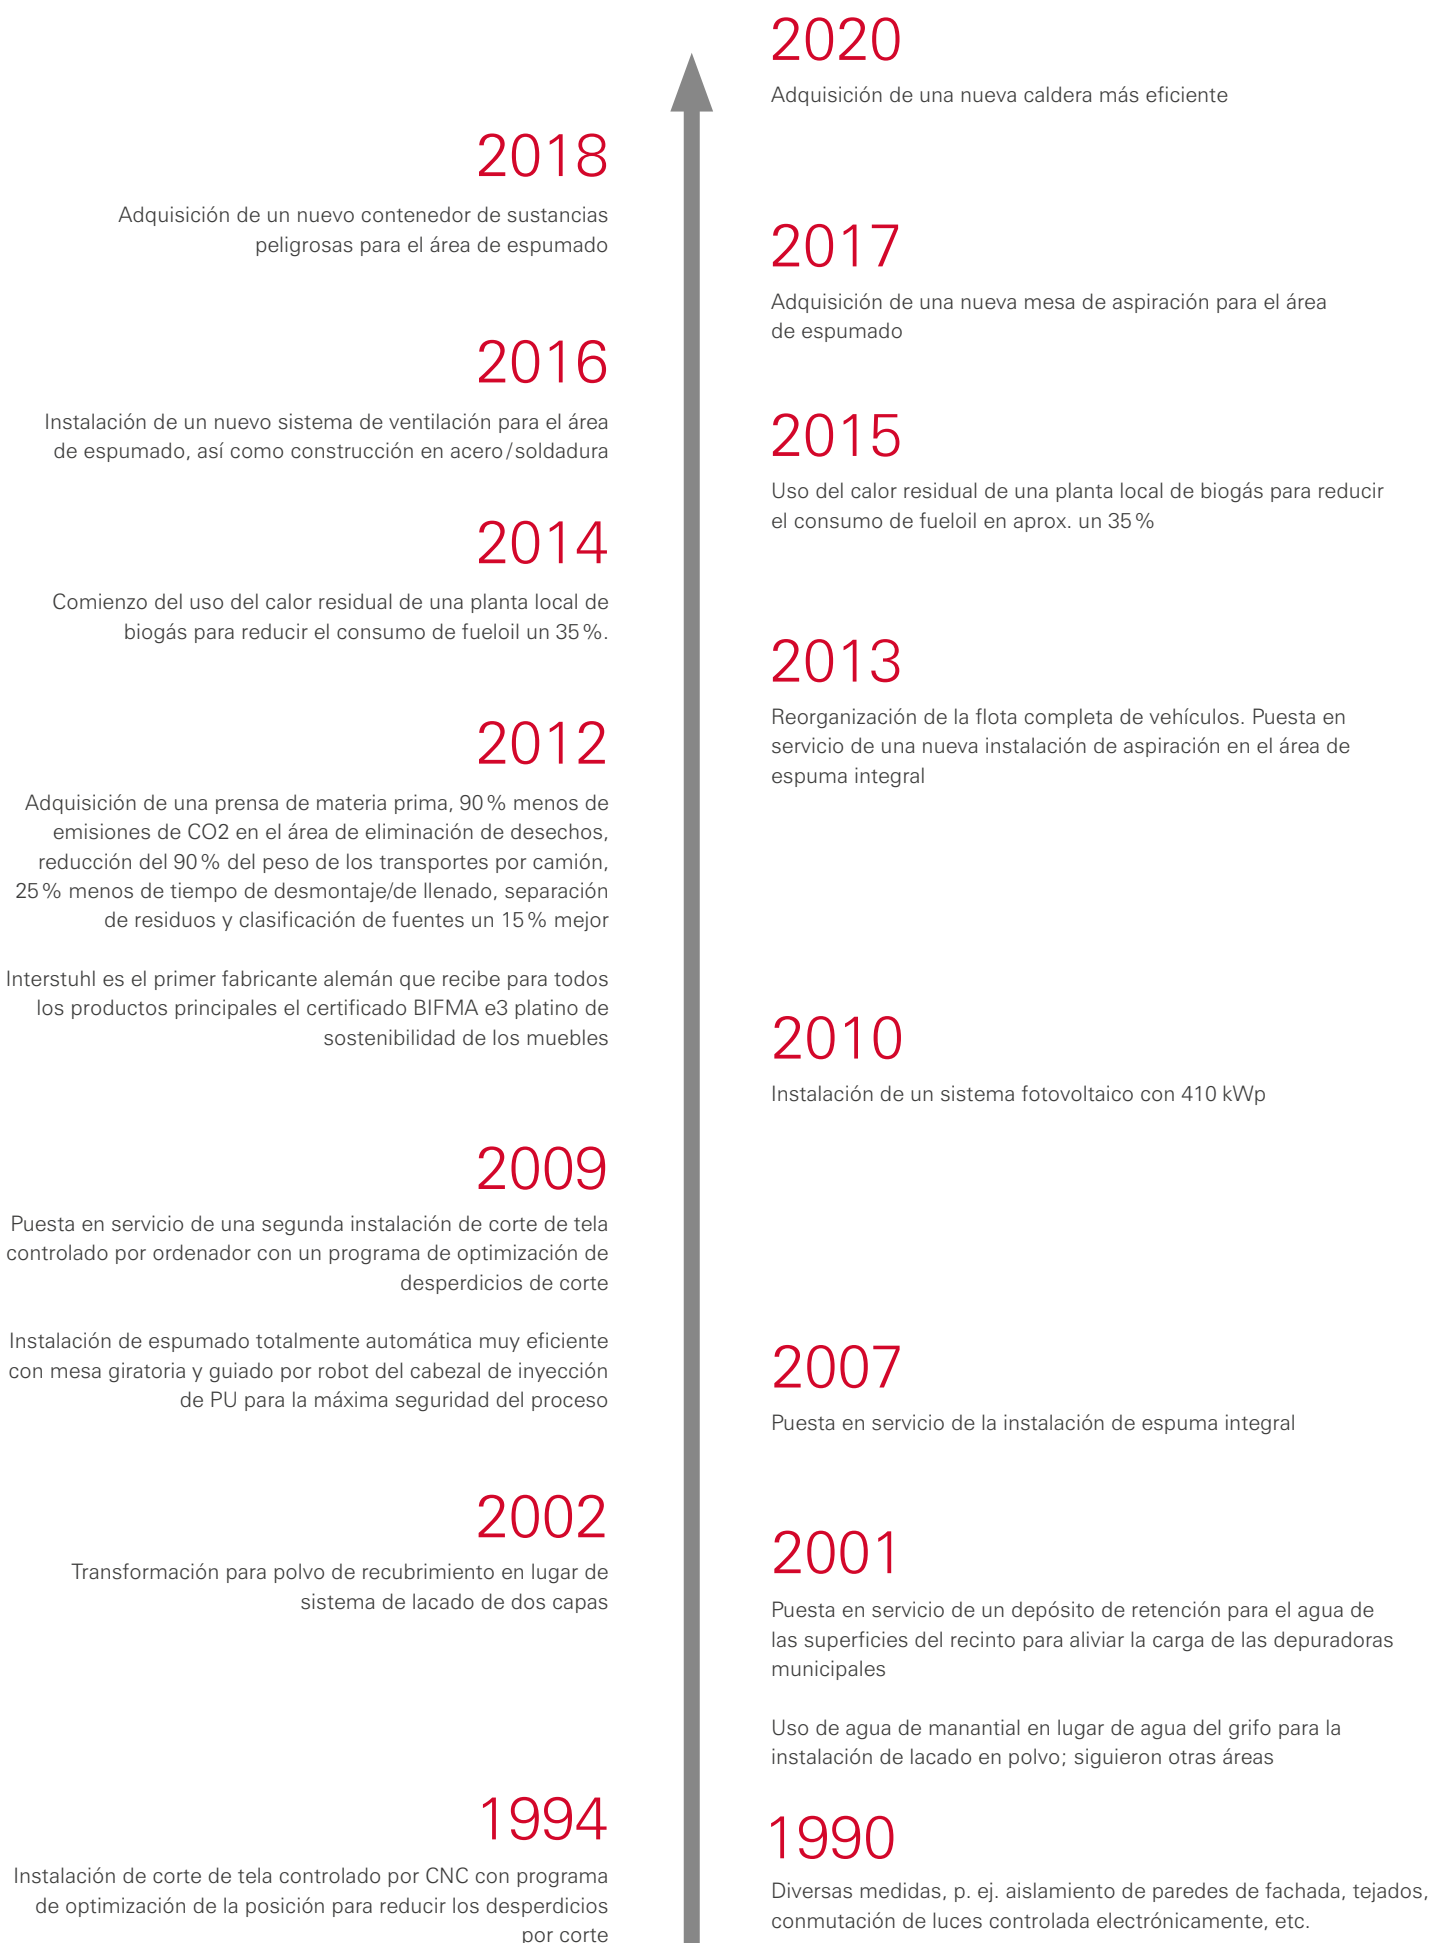 2020
Adquisición de una nueva caldera más eficiente
2018
Adquisición de un nuevo contenedor de sustancias
peligrosas para el área de espumado
2017
Adquisición de una nueva mesa de aspiración para el área
de espumado
2016
Instalación de un nuevo sistema de ventilación para el área
de espumado, así como construcción en acero/soldadura
2015
Uso del calor residual de una planta local de biogás para reducir
el consumo de fueloil en aprox. un 35 %
2014
Comienzo del uso del calor residual de una planta local de
biogás para reducir el consumo de fueloil un 35 %.
2013
Reorganización de la flota completa de vehículos. Puesta en
servicio de una nueva instalación de aspiración en el área de
espuma integral
2012
Adquisición de una prensa de materia prima, 90 % menos de
emisiones de CO2 en el área de eliminación de desechos,
reducción del 90 % del peso de los transportes por camión,
25 % menos de tiempo de desmontaje/de llenado, separación
de residuos y clasificación de fuentes un 15 % mejor
Interstuhl es el primer fabricante alemán que recibe para todos
los productos principales el certificado BIFMA e3 platino de
sostenibilidad de los muebles
2010
Instalación de un sistema fotovoltaico con 410 kWp
2009
Puesta en servicio de una segunda instalación de corte de tela
controlado por ordenador con un programa de optimización de
desperdicios de corte
Instalación de espumado totalmente automática muy eficiente
con mesa giratoria y guiado por robot del cabezal de inyección
de PU para la máxima seguridad del proceso
2007
Puesta en servicio de la instalación de espuma integral
2002
Transformación para polvo de recubrimiento en lugar de
sistema de lacado de dos capas
2001
Puesta en servicio de un depósito de retención para el agua de
las superficies del recinto para aliviar la carga de las depuradoras
municipales
Uso de agua de manantial en lugar de agua del grifo para la
instalación de lacado en polvo; siguieron otras áreas
1994
Instalación de corte de tela controlado por CNC con programa
de optimización de la posición para reducir los desperdicios
por corte
1990
Diversas medidas, p. ej. aislamiento de paredes de fachada, tejados,
conmutación de luces controlada electrónicamente, etc.